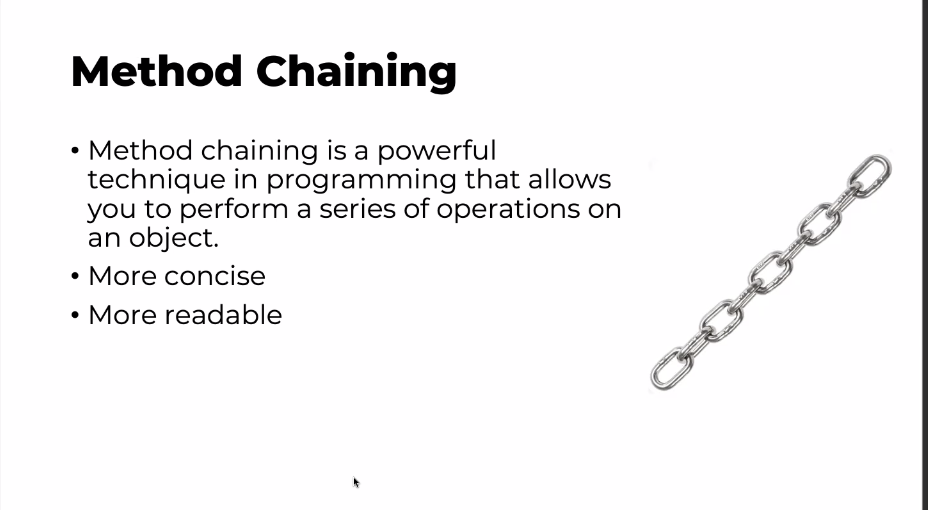 Method Chaining
• Method chaining is a powerful
technique in programming that allows
you to perform a series of operations on
an object.
• More concise
• More readable